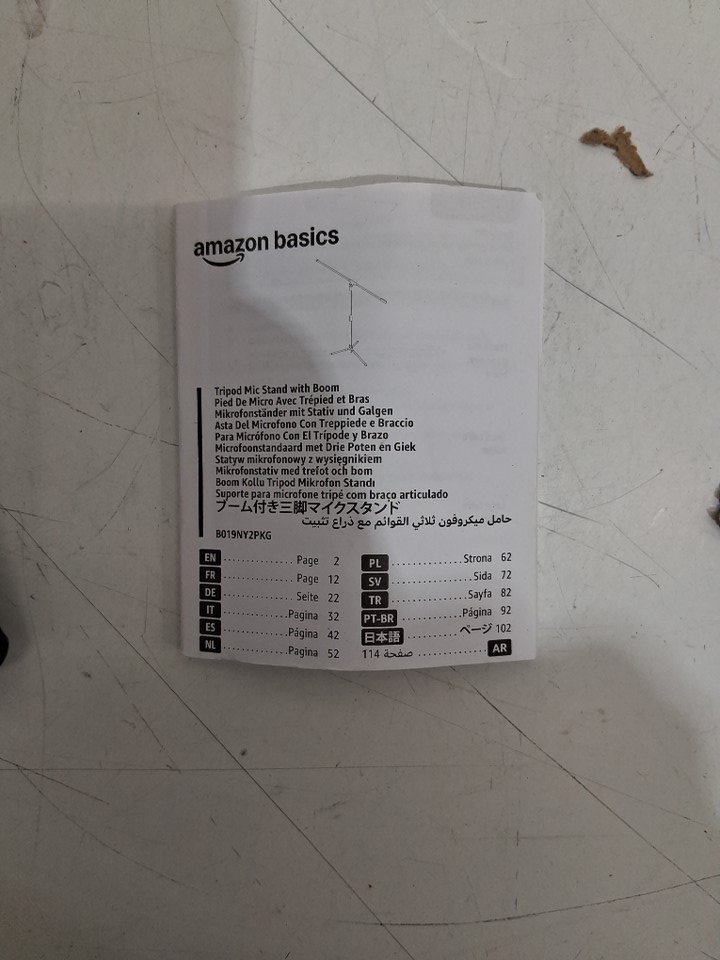 amazon basics
Tripod Mic Stand with Boom
Pied De Micro Avec Trépied et Bras
Mikrofonständer mit Stativ und Galgen
Asta Del Microfono Con Treppiede e Braccio
Para Micrófono Con El Trípode y Brazo
Microfoonstandaard met Drie Poten en Giek
Statyw mikrofonowy z wysięgnikiem
Mikrofonstativ med trefot och bom
Boom Kollu Tripod Mikrofon Standı
Suporte para microfone tripé com braço articulado
ブーム付き三脚マイクスタンド
حامل ميكروفون ثلاثي القوائم مع ذراع تثبيت
B019NY2PKG
EN .............. Page 2
FR .............. Page 12
DE .............. Seite 22
IT .............. Pagina 32
ES .............. Página 42
NL .............. Pagina 52
PL .............. Strona 62
SV .............. Sida 72
TR .............. Sayfa 82
PT-BR .............. Página 92
日本語 .............. ページ 102
AR .............. صفحة 114